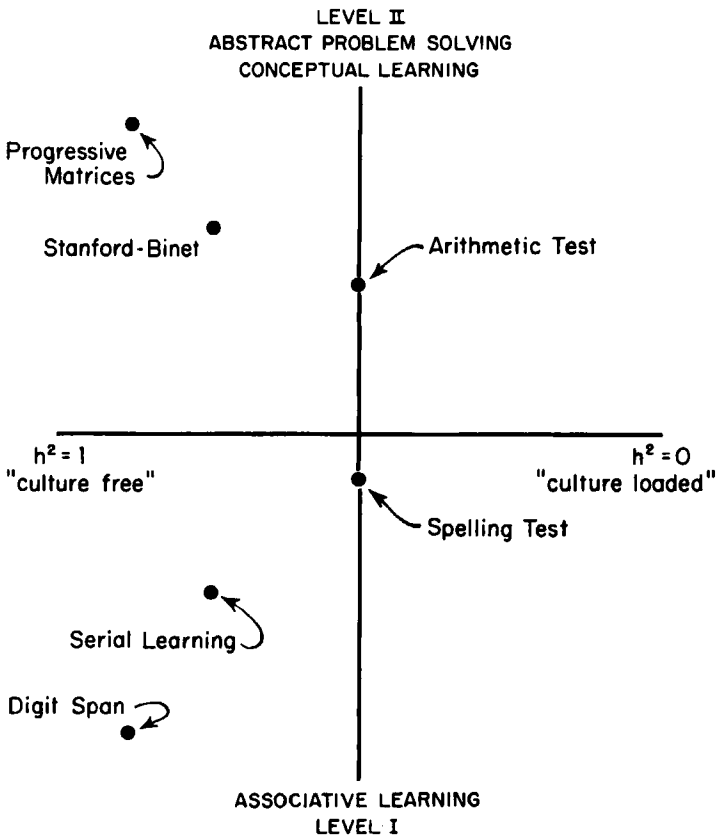 LEVEL II
ABSTRACT PROBLEM SOLVING
CONCEPTUAL LEARNING
Progressive
Matrices
Stanford-Binet
Arithmetic Test
h²=1
"culture free"
h²=0
"culture loaded"
Spelling Test
Serial Learning
Digit Span
ASSOCIATIVE LEARNING
LEVEL I